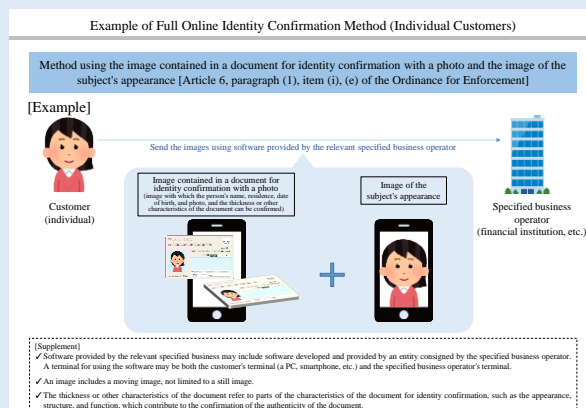 Example of Full Online Identity Confirmation Method (Individual Customers)
Method using the image contained in a document for identity confirmation with a photo and the image of the
subject's appearance [Article 6, paragraph (1), item (i), (e) of the Ordinance for Enforcement]
[Example]
Send the images using software provided by the relevant specified business operator
Image contained in a document for
identity confirmation with a photo
(image with which the person's name, residence, date
of birth, and photo, and the thickness or other
characteristics of the document can be confirmed)
Image of the
subject's appearance
Customer
(individual)
Specified business
operator
(financial institution, etc.)
[Supplement]
✓ Software provided by the relevant specified business may include software developed and provided by an entity consigned by the specified business operator.
A terminal for using the software may be both the customer's terminal (a PC, smartphone, etc.) and the specified business operator's terminal.
✓ An image includes a moving image, not limited to a still image.
✓ The thickness or other characteristics of the document refer to parts of the characteristics of the document for identity confirmation, such as the appearance,
structure, and function, which contribute to the confirmation of the authenticity of the document.